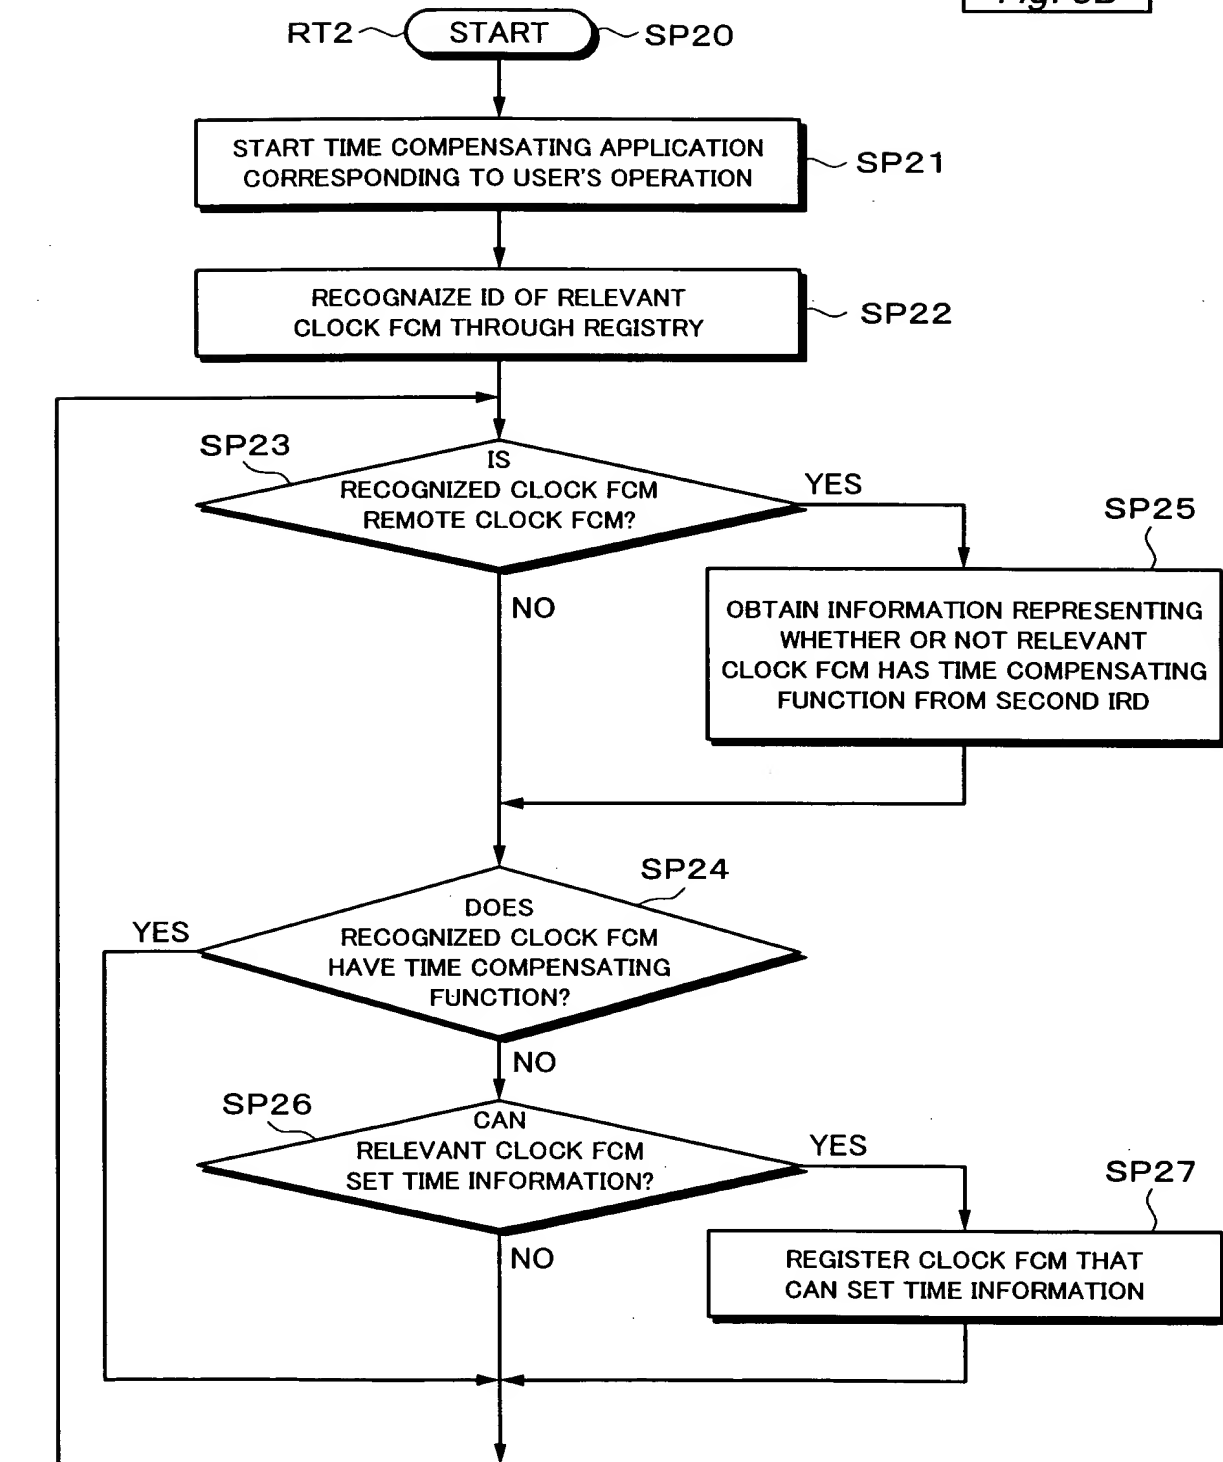 RT2
START
SP20
START TIME COMPENSATING APPLICATION
CORRESPONDING TO USER'S OPERATION
SP21
RECOGNAIZE ID OF RELEVANT
CLOCK FCM THROUGH REGISTRY
SP22
SP23
IS
RECOGNIZED CLOCK FCM
REMOTE CLOCK FCM?
YES
NO
SP25
OBTAIN INFORMATION REPRESENTING
WHETHER OR NOT RELEVANT
CLOCK FCM HAS TIME COMPENSATING
FUNCTION FROM SECOND IRD
SP24
DOES
RECOGNIZED CLOCK FCM
HAVE TIME COMPENSATING
FUNCTION?
YES
NO
SP26
CAN
RELEVANT CLOCK FCM
SET TIME INFORMATION?
YES
NO
SP27
REGISTER CLOCK FCM THAT
CAN SET TIME INFORMATION